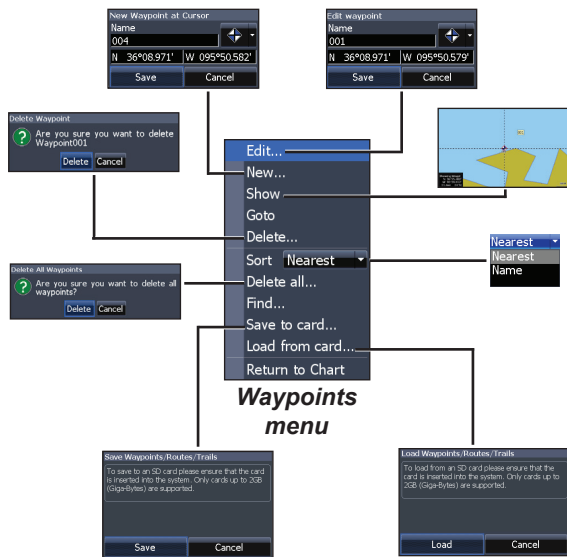 New Waypoint at Cursor
Name
004
N 36°08.971' W 095°50.582'
Save Cancel
Edit waypoint
Name
001
N 36°08.971' W 095°50.579'
Save Cancel
Delete Waypoint
Are you sure you want to delete
Waypoint001
Delete Cancel
Edit...
New...
Show
Goto
Delete...
Sort Nearest
Delete all...
Find...
Save to card...
Load from card...
Return to Chart
Nearest
Nearest
Name
Delete All Waypoints
Are you sure you want to delete all
waypoints?
Delete Cancel
Waypoints
menu
Save Waypoints/Routes/Trails
To save to an SD card please ensure that the card
is inserted into the system. Only cards up to 2GB
(Giga-Bytes) are supported.
Save Cancel
Load Waypoints/Routes/Trails
To load from an SD card please ensure that the
card is inserted into the system. Only cards up to
2GB (Giga-Bytes) are supported.
Load Cancel